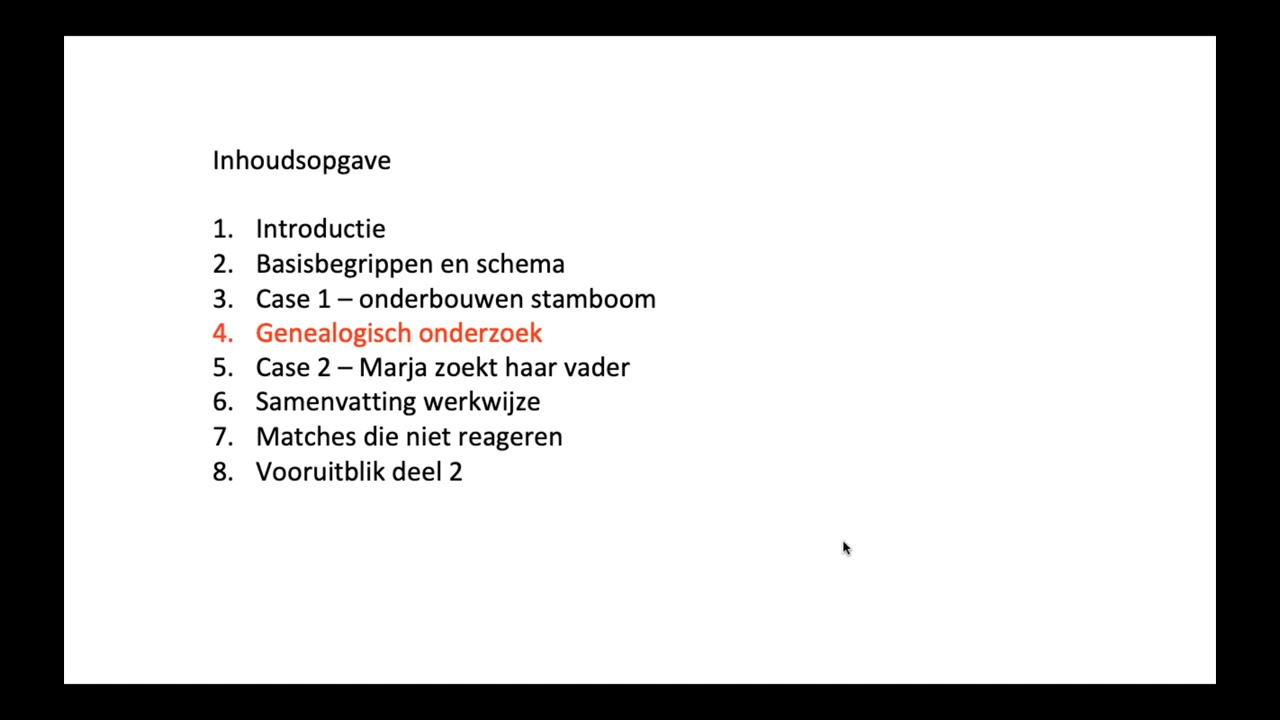 Inhoudsopgave
1. Introductie
2. Basisbegrippen en schema
3. Case 1 – onderbouwen stamboom
4. Genealogisch onderzoek
5. Case 2 – Marja zoekt haar vader
6. Samenvatting werkwijze
7. Matches die niet reageren
8. Vooruitblik deel 2